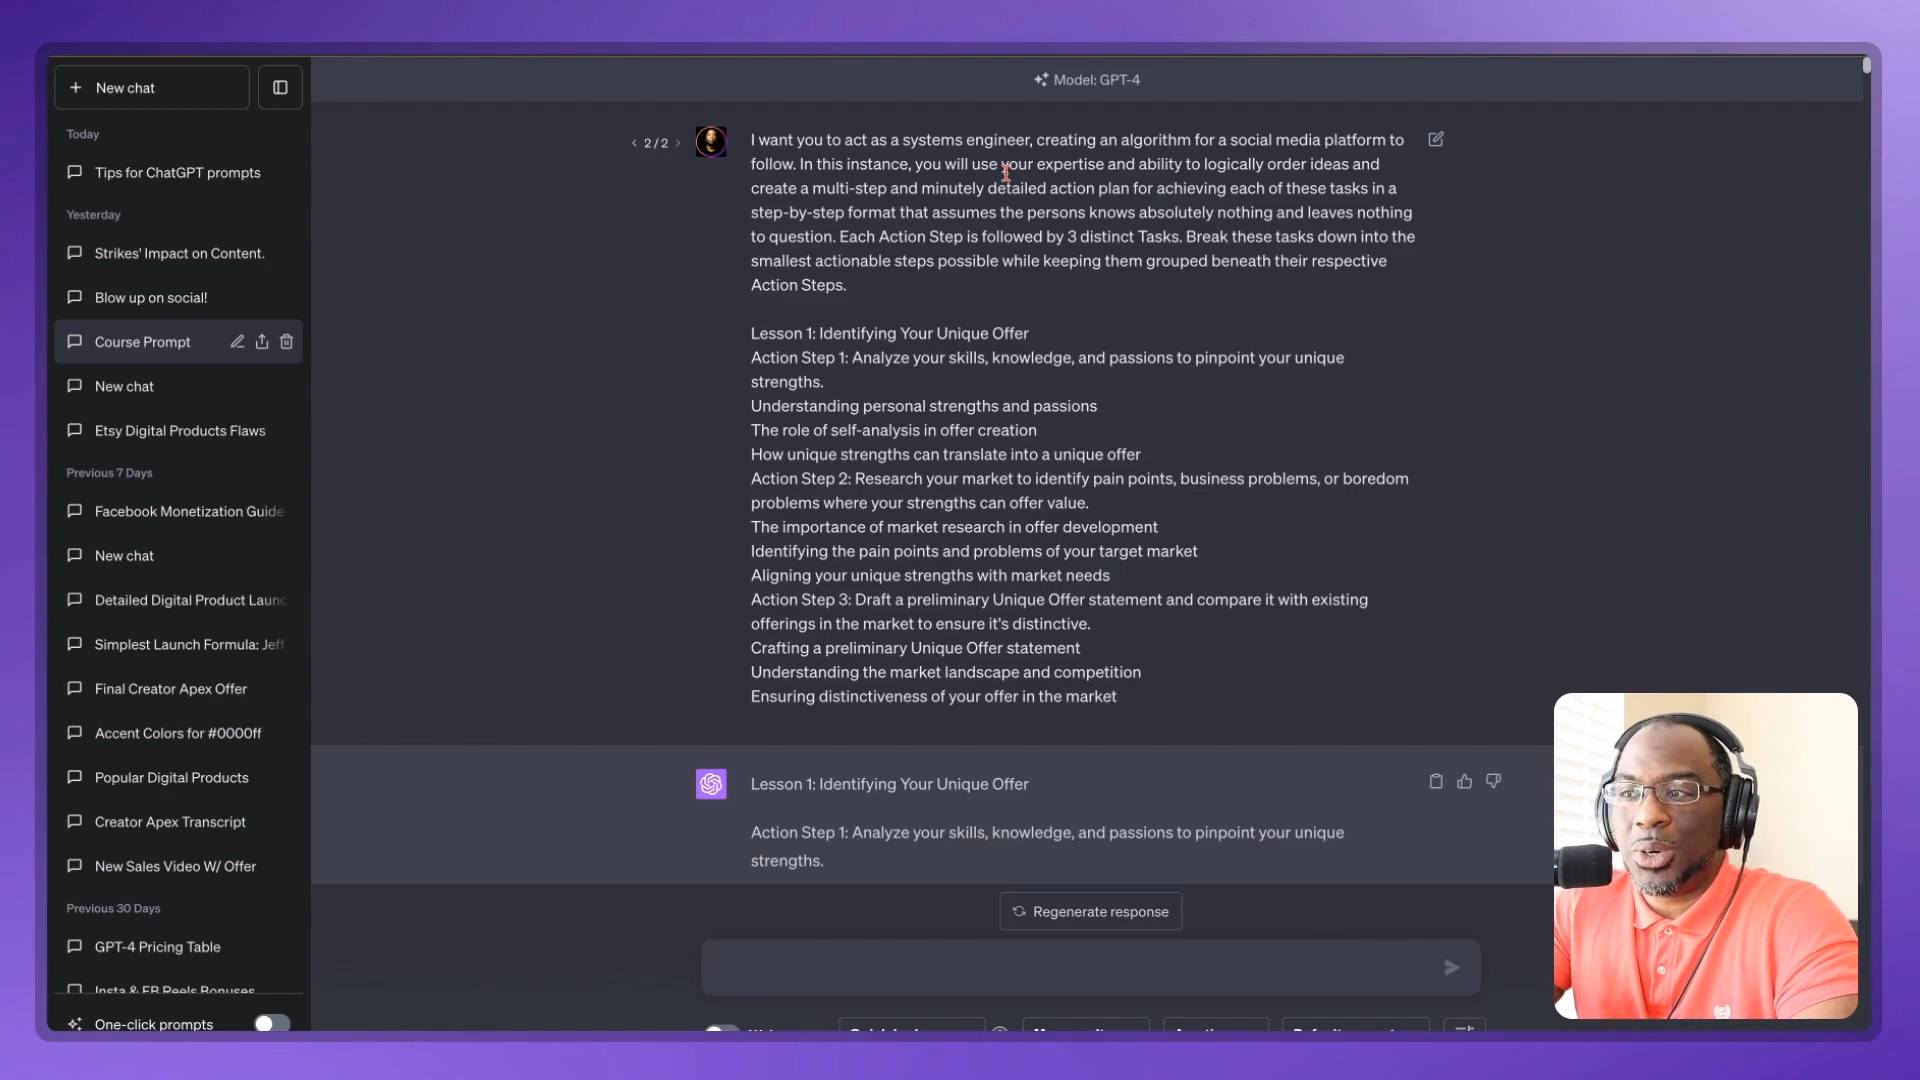 New chat
Today
Tips for ChatGPT prompts
Yesterday
Strikes' Impact on Content.
Blow up on social!
Course Prompt
New chat
Etsy Digital Products Flaws
Previous 7 Days
Facebook Monetization Guide
New chat
Detailed Digital Product Launc
Simplest Launch Formula: Jeff
Final Creator Apex Offer
Accent Colors for #0000ff
Popular Digital Products
Creator Apex Transcript
New Sales Video W/ Offer
Previous 30 Days
GPT-4 Pricing Table
Insta & FB Reels Bonuses
One-click prompts
Model: GPT-4
< 2 / 2 >
I want you to act as a systems engineer, creating an algorithm for a social media platform to
follow. In this instance, you will use your expertise and ability to logically order ideas and
create a multi-step and minutely detailed action plan for achieving each of these tasks in a
step-by-step format that assumes the persons knows absolutely nothing and leaves nothing
to question. Each Action Step is followed by 3 distinct Tasks. Break these tasks down into the
smallest actionable steps possible while keeping them grouped beneath their respective
Action Steps.
Lesson 1: Identifying Your Unique Offer
Action Step 1: Analyze your skills, knowledge, and passions to pinpoint your unique
strengths.
Understanding personal strengths and passions
The role of self-analysis in offer creation
How unique strengths can translate into a unique offer
Action Step 2: Research your market to identify pain points, business problems, or boredom
problems where your strengths can offer value.
The importance of market research in offer development
Identifying the pain points and problems of your target market
Aligning your unique strengths with market needs
Action Step 3: Draft a preliminary Unique Offer statement and compare it with existing
offerings in the market to ensure it's distinctive.
Crafting a preliminary Unique Offer statement
Understanding the market landscape and competition
Ensuring distinctiveness of your offer in the market
Lesson 1: Identifying Your Unique Offer
Action Step 1: Analyze your skills, knowledge, and passions to pinpoint your unique
strengths.
Regenerate response